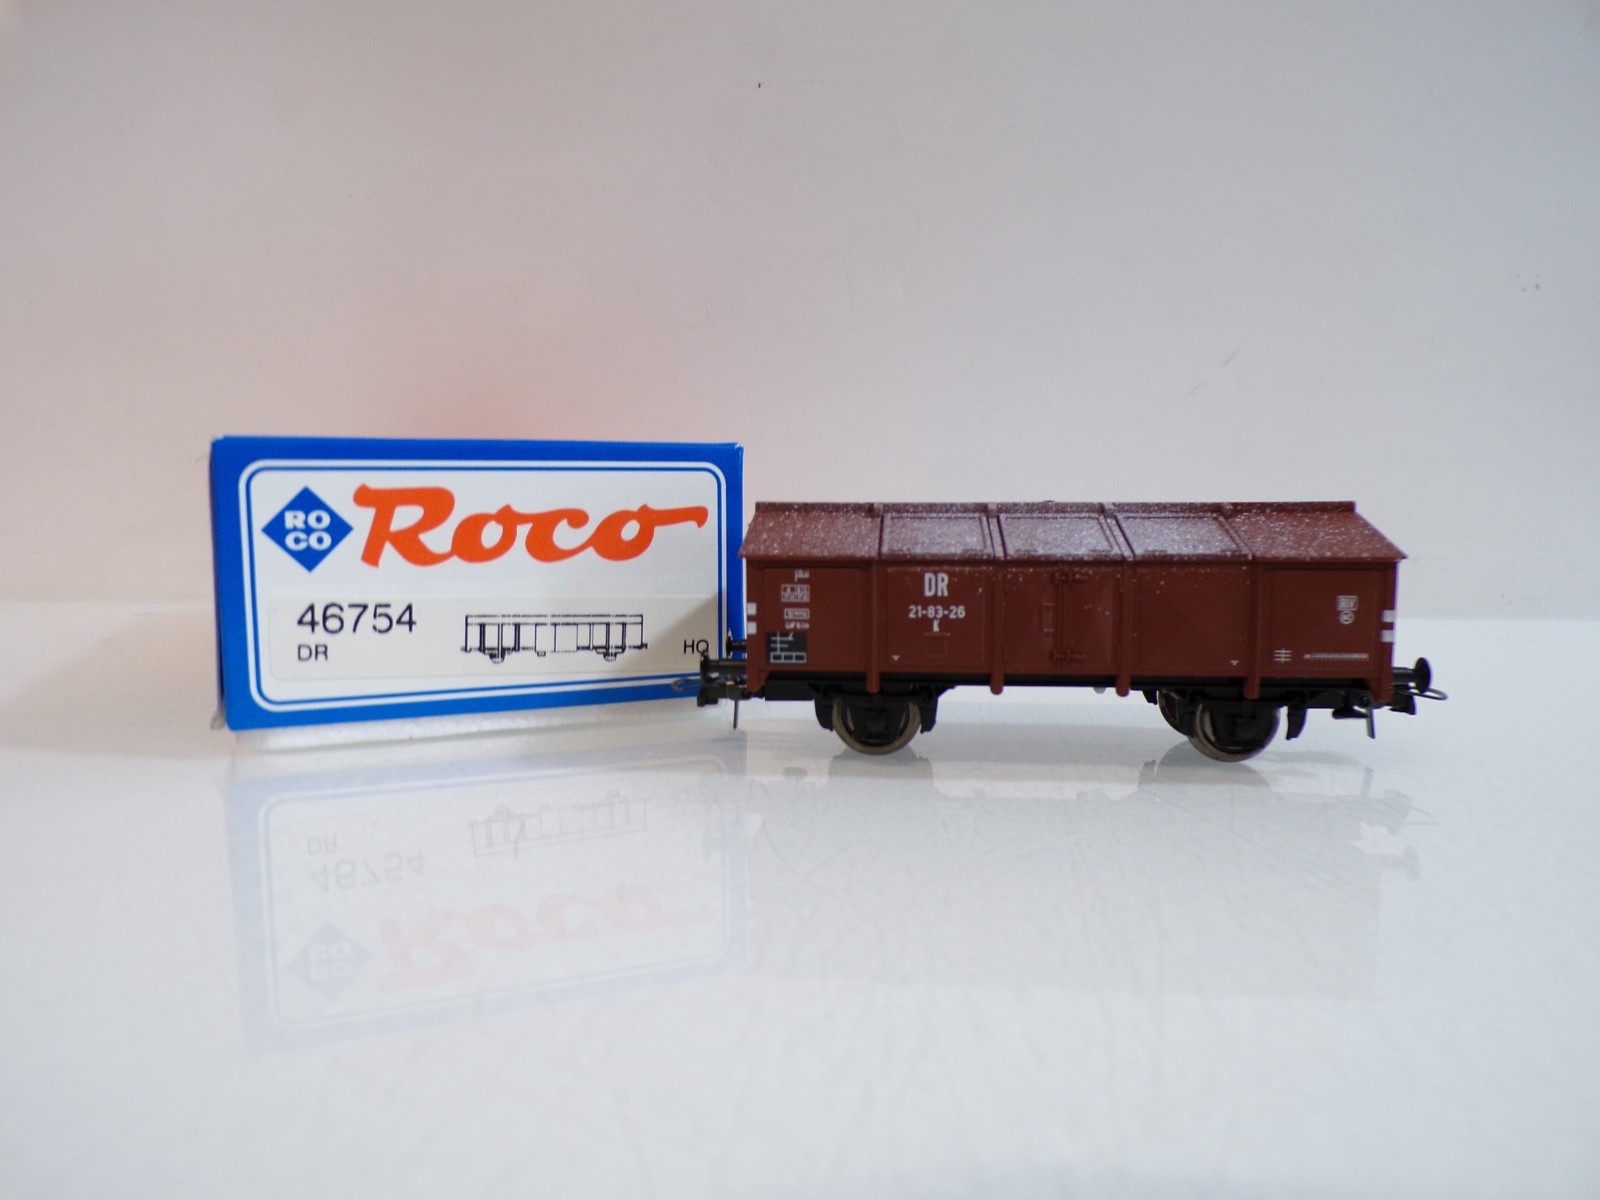 RO
CO
Roco
46754
DR
HO
DR
21-83-26
K